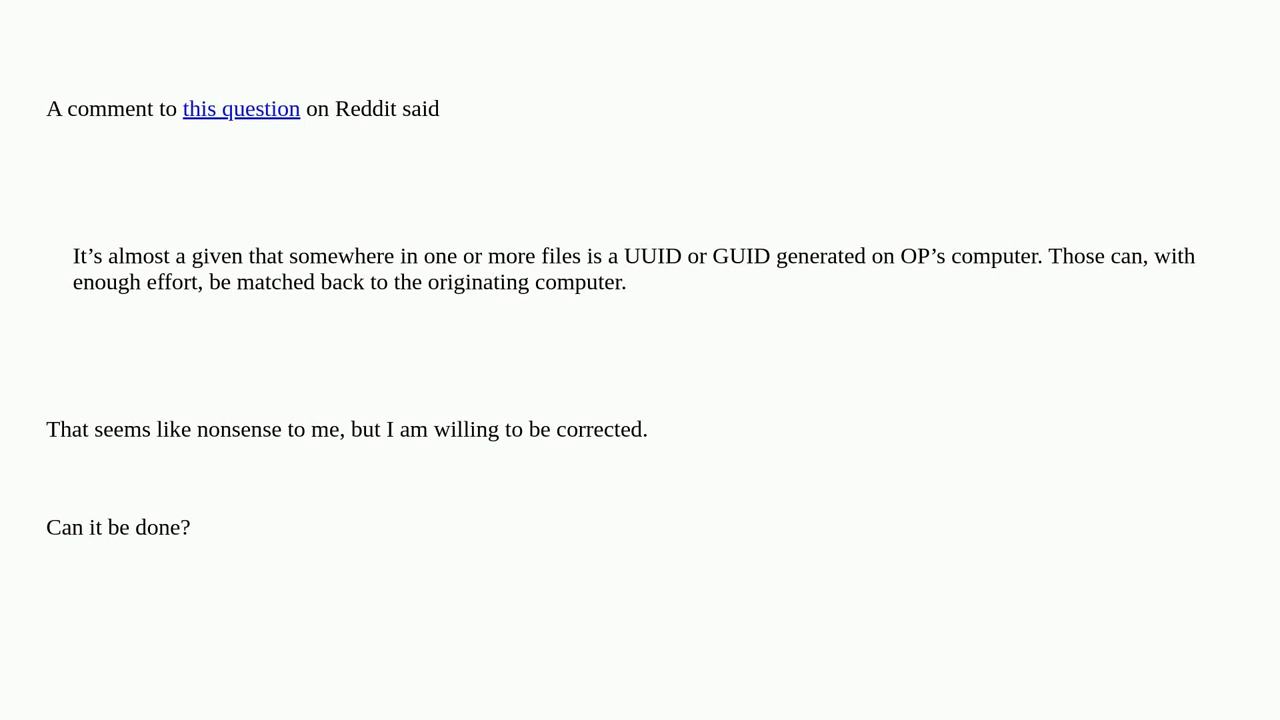 A comment to this question on Reddit said
It’s almost a given that somewhere in one or more files is a UUID or GUID generated on OP’s computer. Those can, with
enough effort, be matched back to the originating computer.
That seems like nonsense to me, but I am willing to be corrected.
Can it be done?